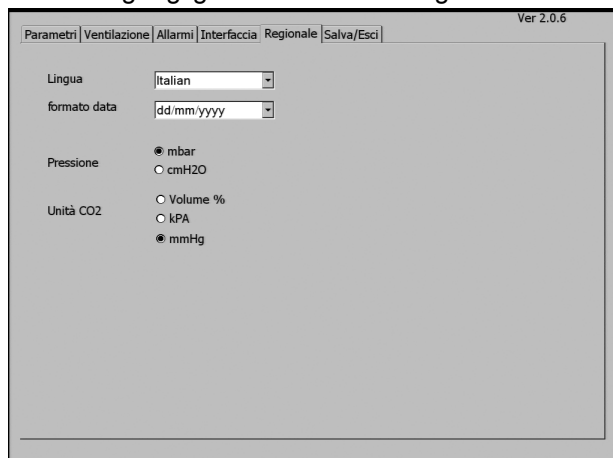 Ver 2.0.6
Parametri Ventilazione Allarmi Interfaccia Regionale Salva/Esci
Lingua Italian
formato data dd/mm/yyyy
Pressione mbar
cmH2O
Unità CO2 Volume %
kPA
mmHg